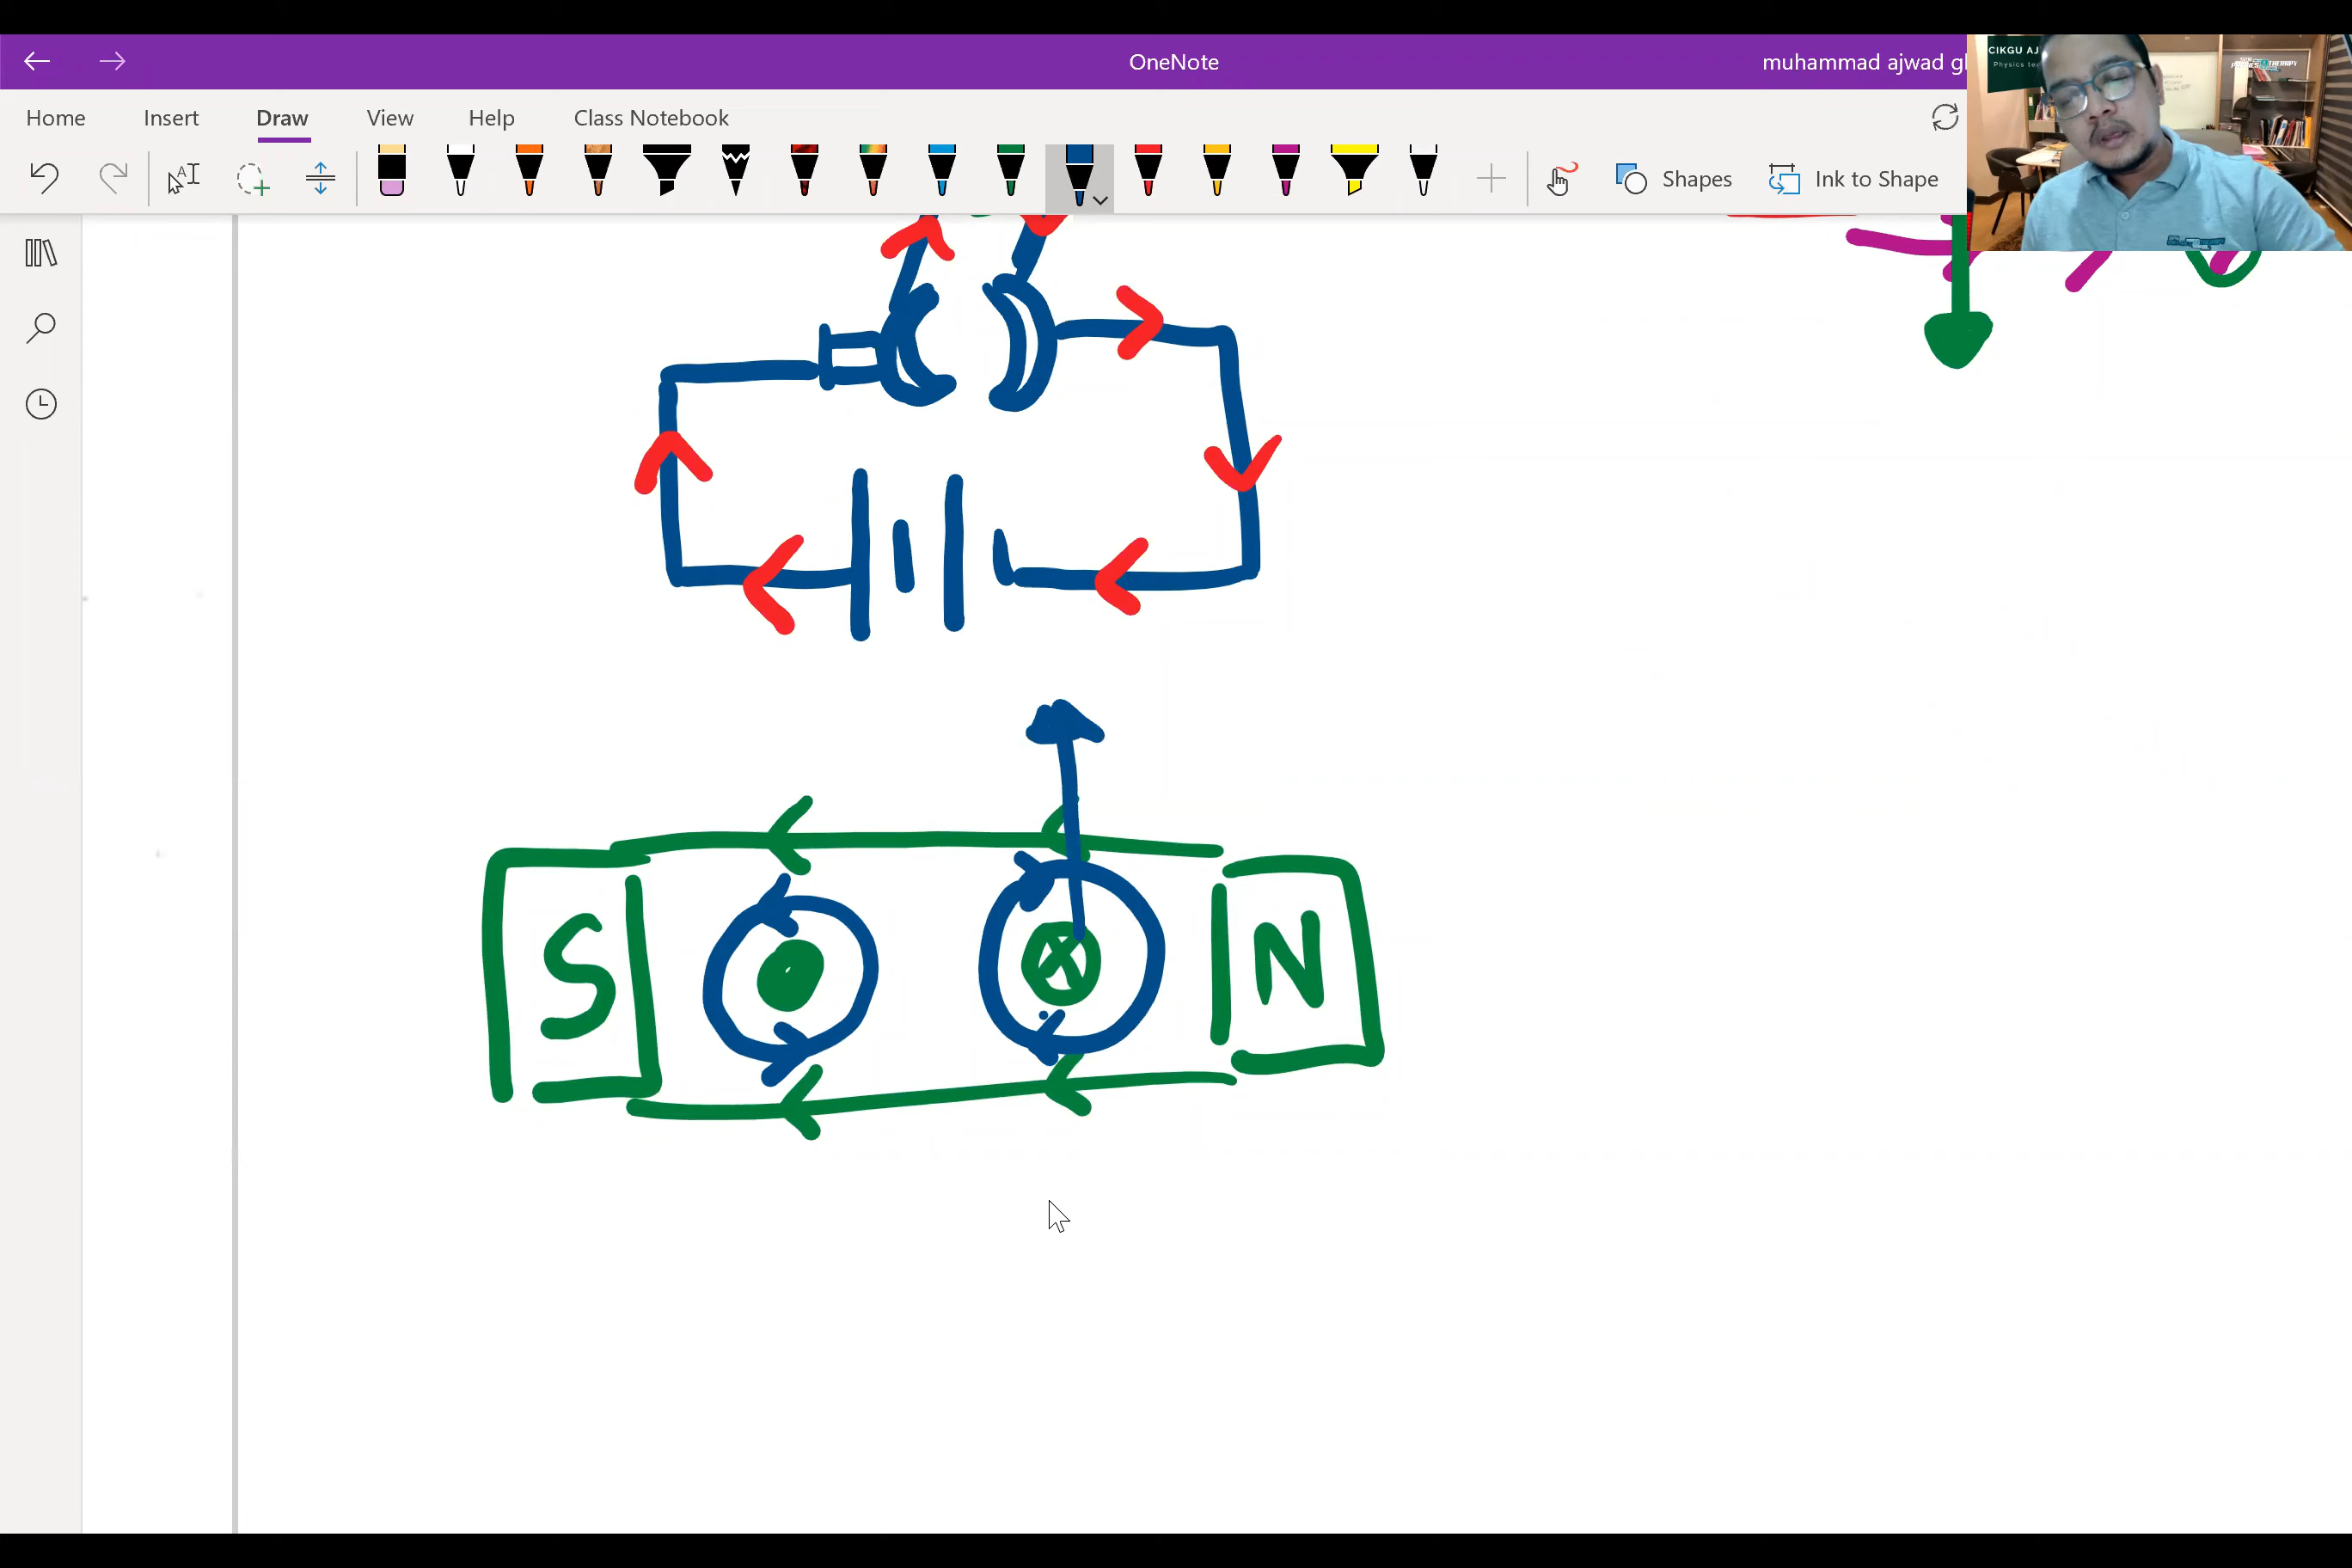 OneNote
muhammad ajwad
CIKGU AJ
Home Insert Draw View Help Class Notebook
Shapes Ink to Shape
S N